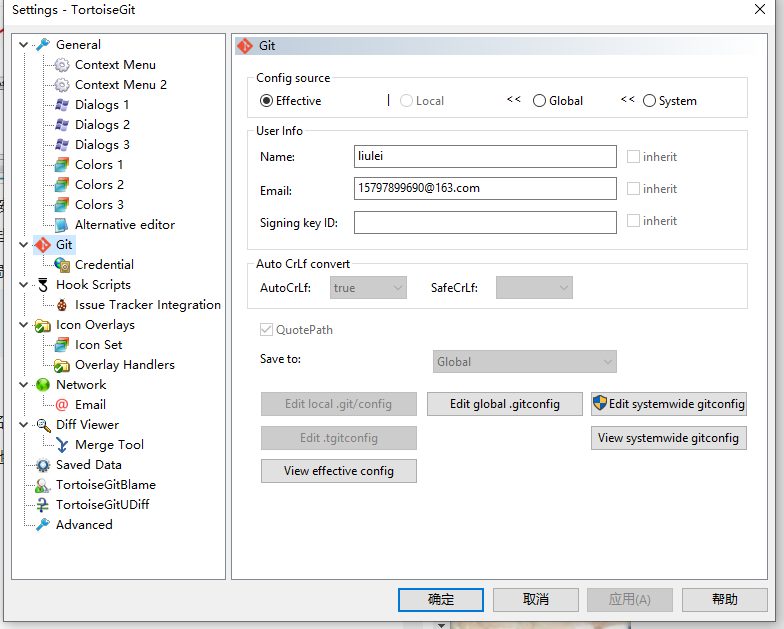 Settings - TortoiseGit
General
Context Menu
Context Menu 2
Dialogs 1
Dialogs 2
Dialogs 3
Colors 1
Colors 2
Colors 3
Alternative editor
Git
Credential
Hook Scripts
Issue Tracker Integration
Icon Overlays
Icon Set
Overlay Handlers
Network
Email
Diff Viewer
Merge Tool
Saved Data
TortoiseGitBlame
TortoiseGitUDiff
Advanced
Git
Config source
Effective | Local << Global << System
User Info
Name: liulei inherit
Email: 15797899690@163.com inherit
Signing key ID: inherit
Auto CrLf convert
AutoCrLf: true SafeCrLf:
QuotePath
Save to: Global
Edit local .git/config Edit global .gitconfig Edit systemwide gitconfig
Edit .tgitconfig View systemwide gitconfig
View effective config
确定 取消 应用(A) 帮助